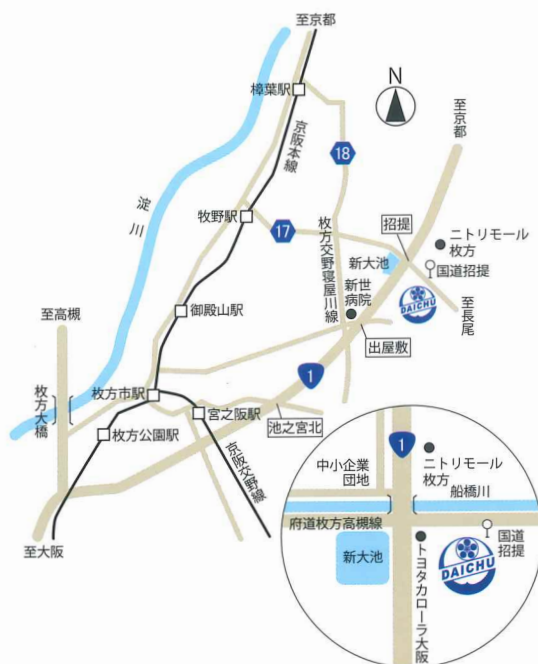 至京都
樟葉駅
N
至京都
京阪本線
18
淀川
牧野駅
17
枚方交野寝屋川線
招提
ニトリモール
枚方
新大池
国道招提
新世
病院
DAICHU
至長尾
至高槻
御殿山駅
出屋敷
1
枚方大橋
枚方市駅
宮之阪駅
池之宮北
枚方公園駅
京阪交野線
至大阪
1
中小企業
団地
ニトリモール
枚方
船橋川
府道枚方高槻線
国道
招提
新大池
トヨタカローラ大阪
DAICHU